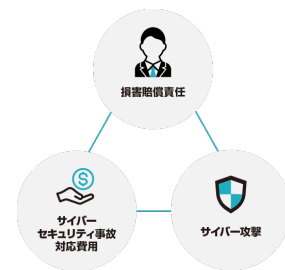 損害賠償責任
サイバー
セキュリティ事故
対応費用
サイバー攻撃